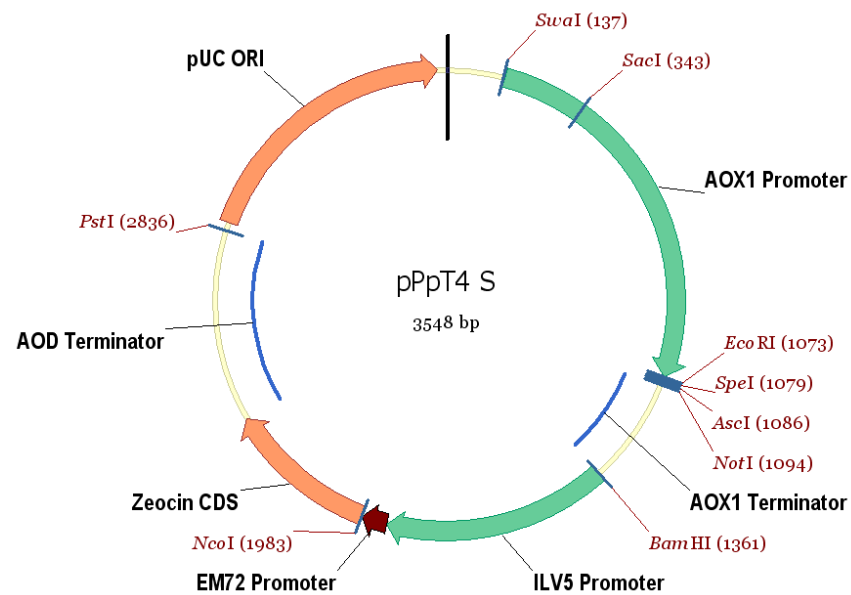 SwaI (137)
pUC ORI
SacI (343)
AOX1 Promoter
PstI (2836)
pPpT4 S
3548 bp
AOD Terminator
EcoRI (1073)
SpeI (1079)
AscI (1086)
NotI (1094)
Zeocin CDS
AOX1 Terminator
NcoI (1983)
BamHI (1361)
EM72 Promoter
ILV5 Promoter